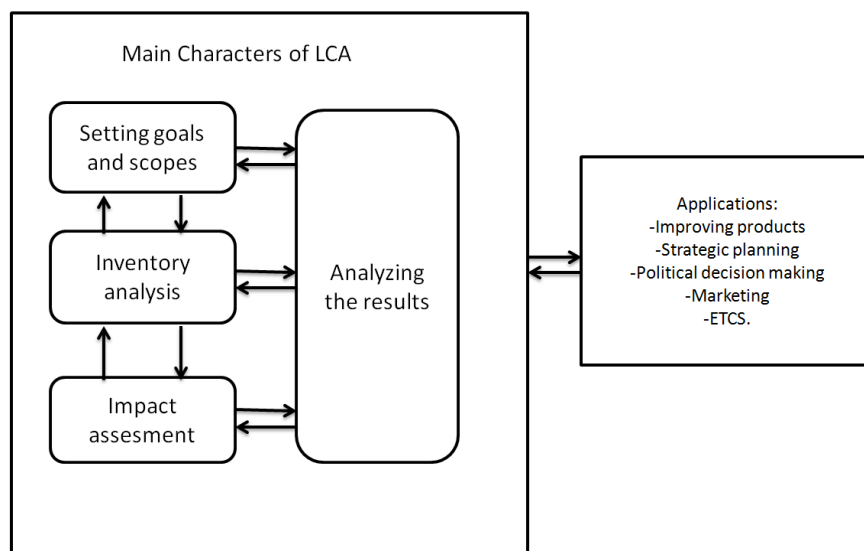 Main Characters of LCA
Setting goals
and scopes
Inventory
analysis
Impact
assesment
Analyzing
the results
Applications:
-Improving products
-Strategic planning
-Political decision making
-Marketing
-ETCS.